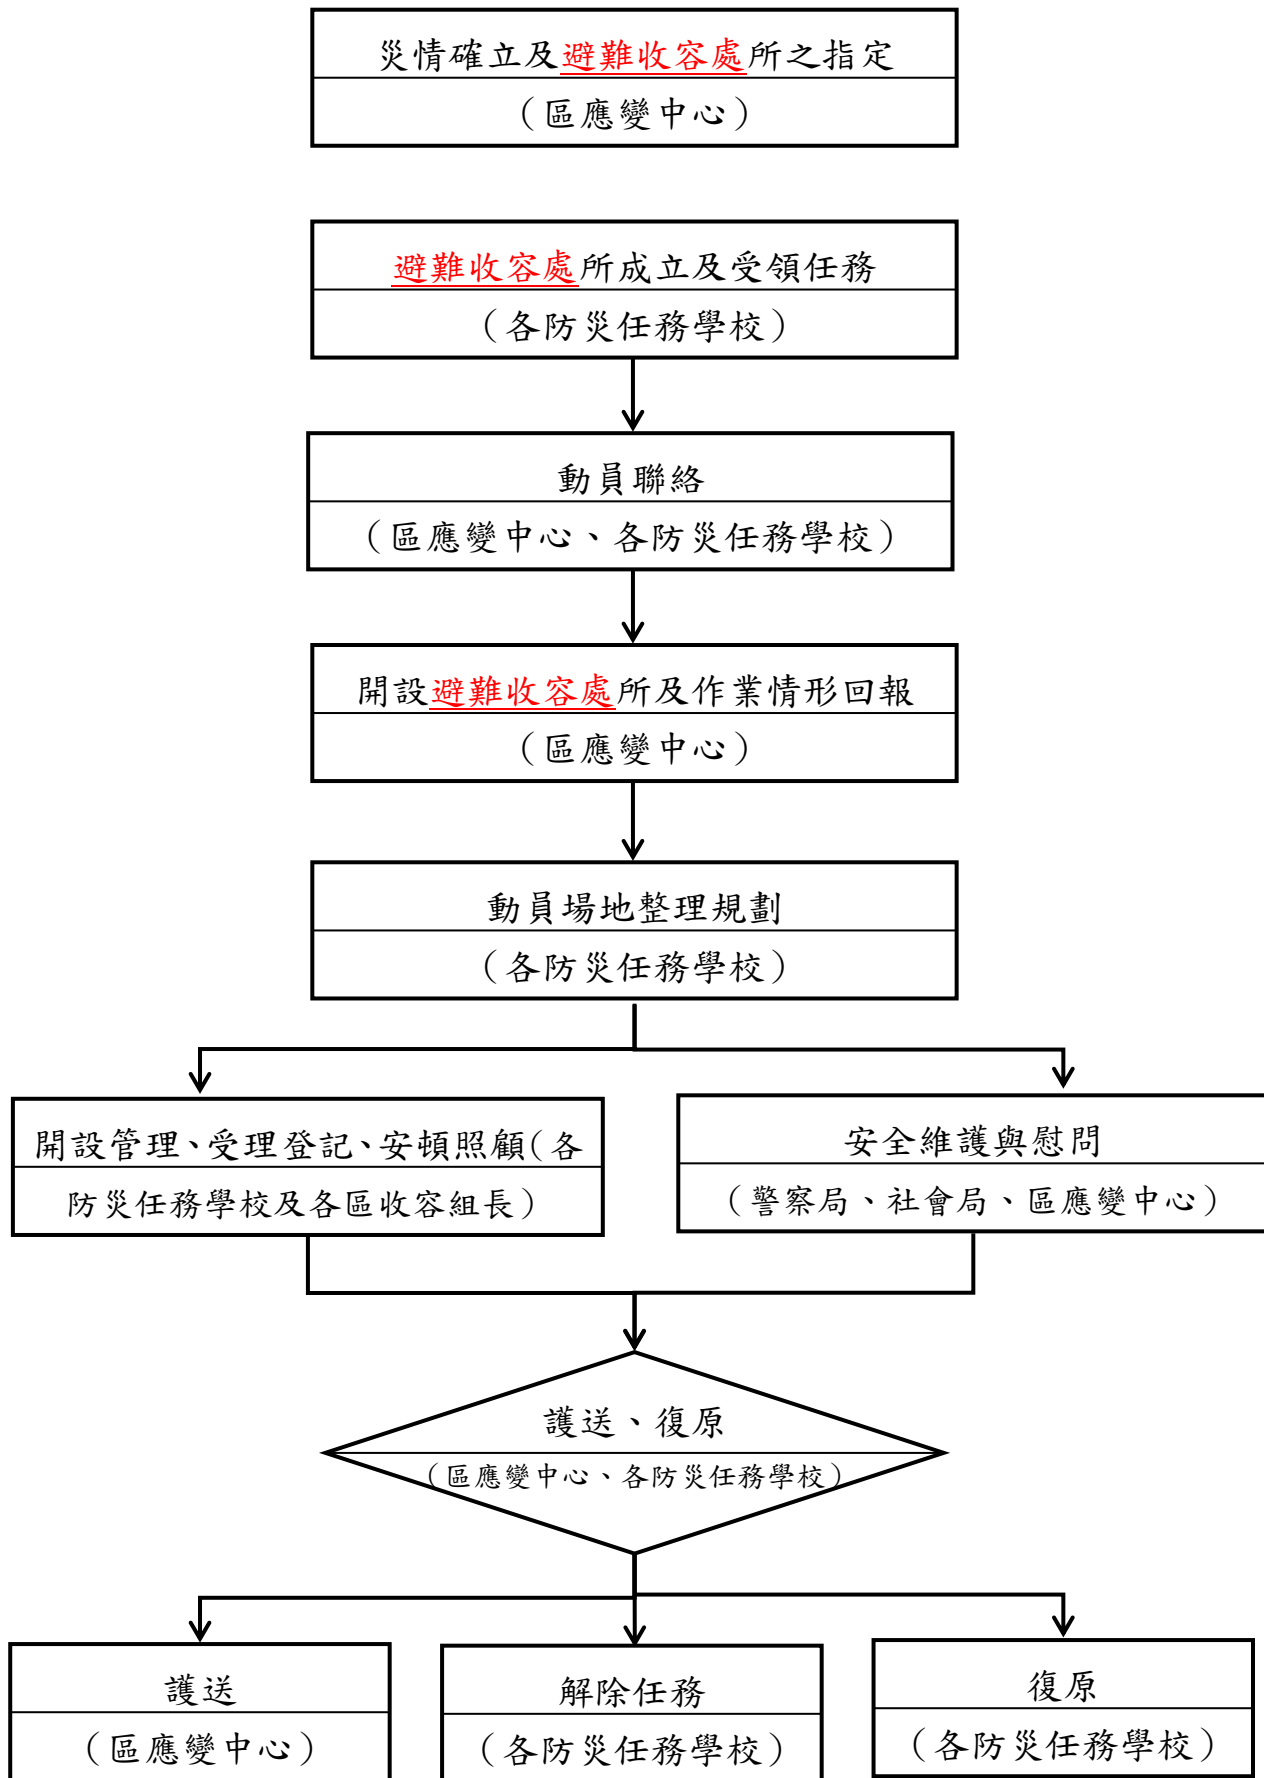 災情確立及避難收容處所之指定
（區應變中心）
避難收容處所成立及受領任務
（各防災任務學校）
動員聯絡
（區應變中心、各防災任務學校）
開設避難收容處所及作業情形回報
（區應變中心）
動員場地整理規劃
（各防災任務學校）
開設管理、受理登記、安頓照顧（各
防災任務學校及各區收容組長）
安全維護與慰問
（警察局、社會局、區應變中心）
護送、復原
（區應變中心、各防災任務學校）
護送
（區應變中心）
解除任務
（各防災任務學校）
復原
（各防災任務學校）